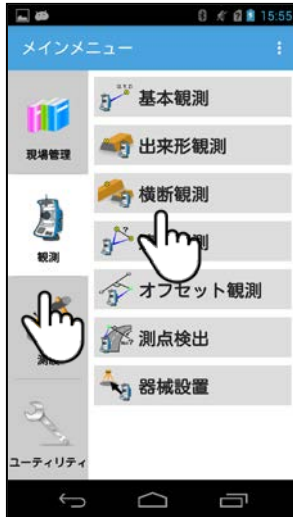 15:55
メインメニュー
現場管理
観測
ユーティリティ
基本観測
出来形観測
横断観測
オフセット観測
測点検出
器械設置